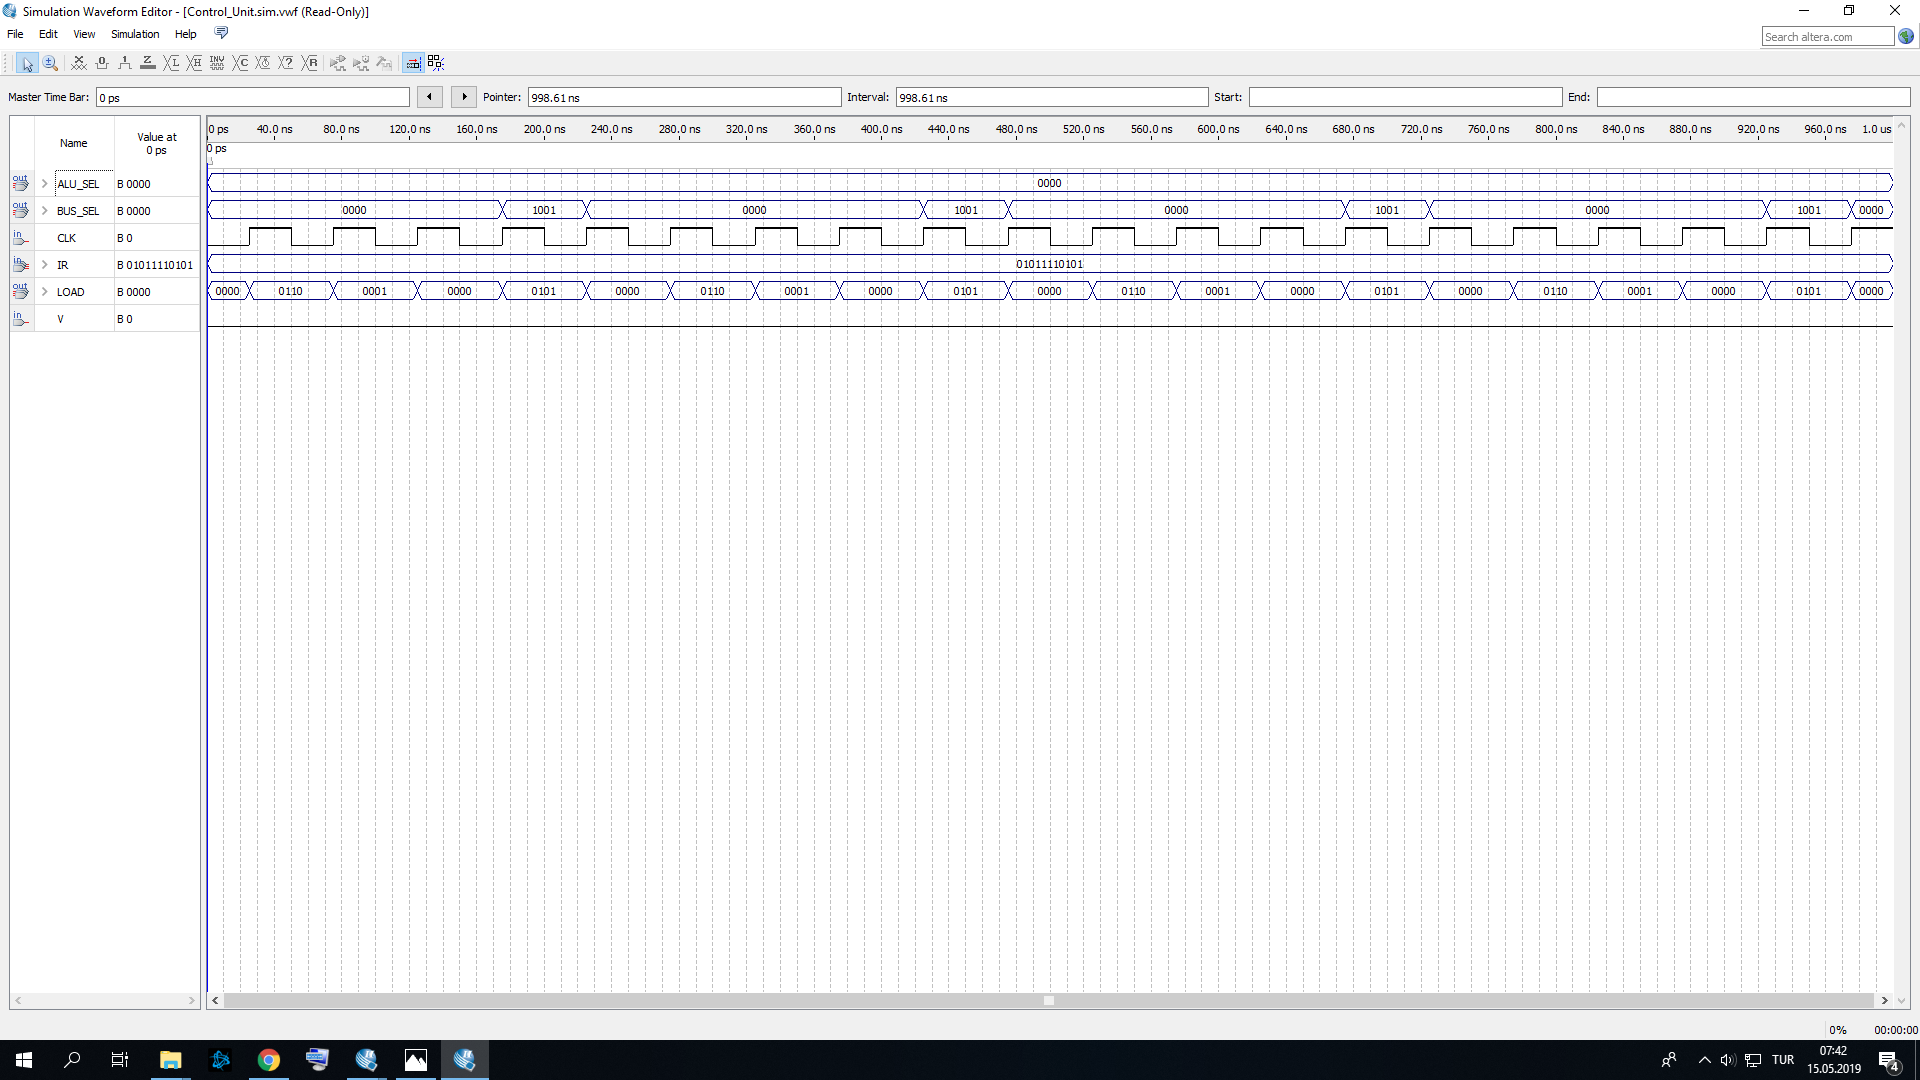 Simulation Waveform Editor - [Control_Unit.sim.vwf (Read-Only)]
File Edit View Simulation Help
Search altera.com
Master Time Bar: 0 ps Pointer: 998.61 ns Interval: 998.61 ns Start: End:
Name Value at 0 ps
0 ps 40.0 ns 80.0 ns 120.0 ns 160.0 ns 200.0 ns 240.0 ns 280.0 ns 320.0 ns 360.0 ns 400.0 ns 440.0 ns 480.0 ns 520.0 ns 560.0 ns 600.0 ns 640.0 ns 680.0 ns 720.0 ns 760.0 ns 800.0 ns 840.0 ns 880.0 ns 920.0 ns 960.0 ns 1.0 us
0 ps
out ALU_SEL B 0000 0000
out BUS_SEL B 0000 0000 1001 0000 1001 0000 1001 0000 1001 0000
in CLK B 0
in IR B 01011110101 01011110101
out LOAD B 0000 0000 0110 0001 0000 0101 0000 0110 0001 0000 0101 0000 0110 0001 0000 0101 0000 0110 0001 0000 0101 0000
in V B 0
0% 00:00:00
TUR 07:42
15.05.2019
4